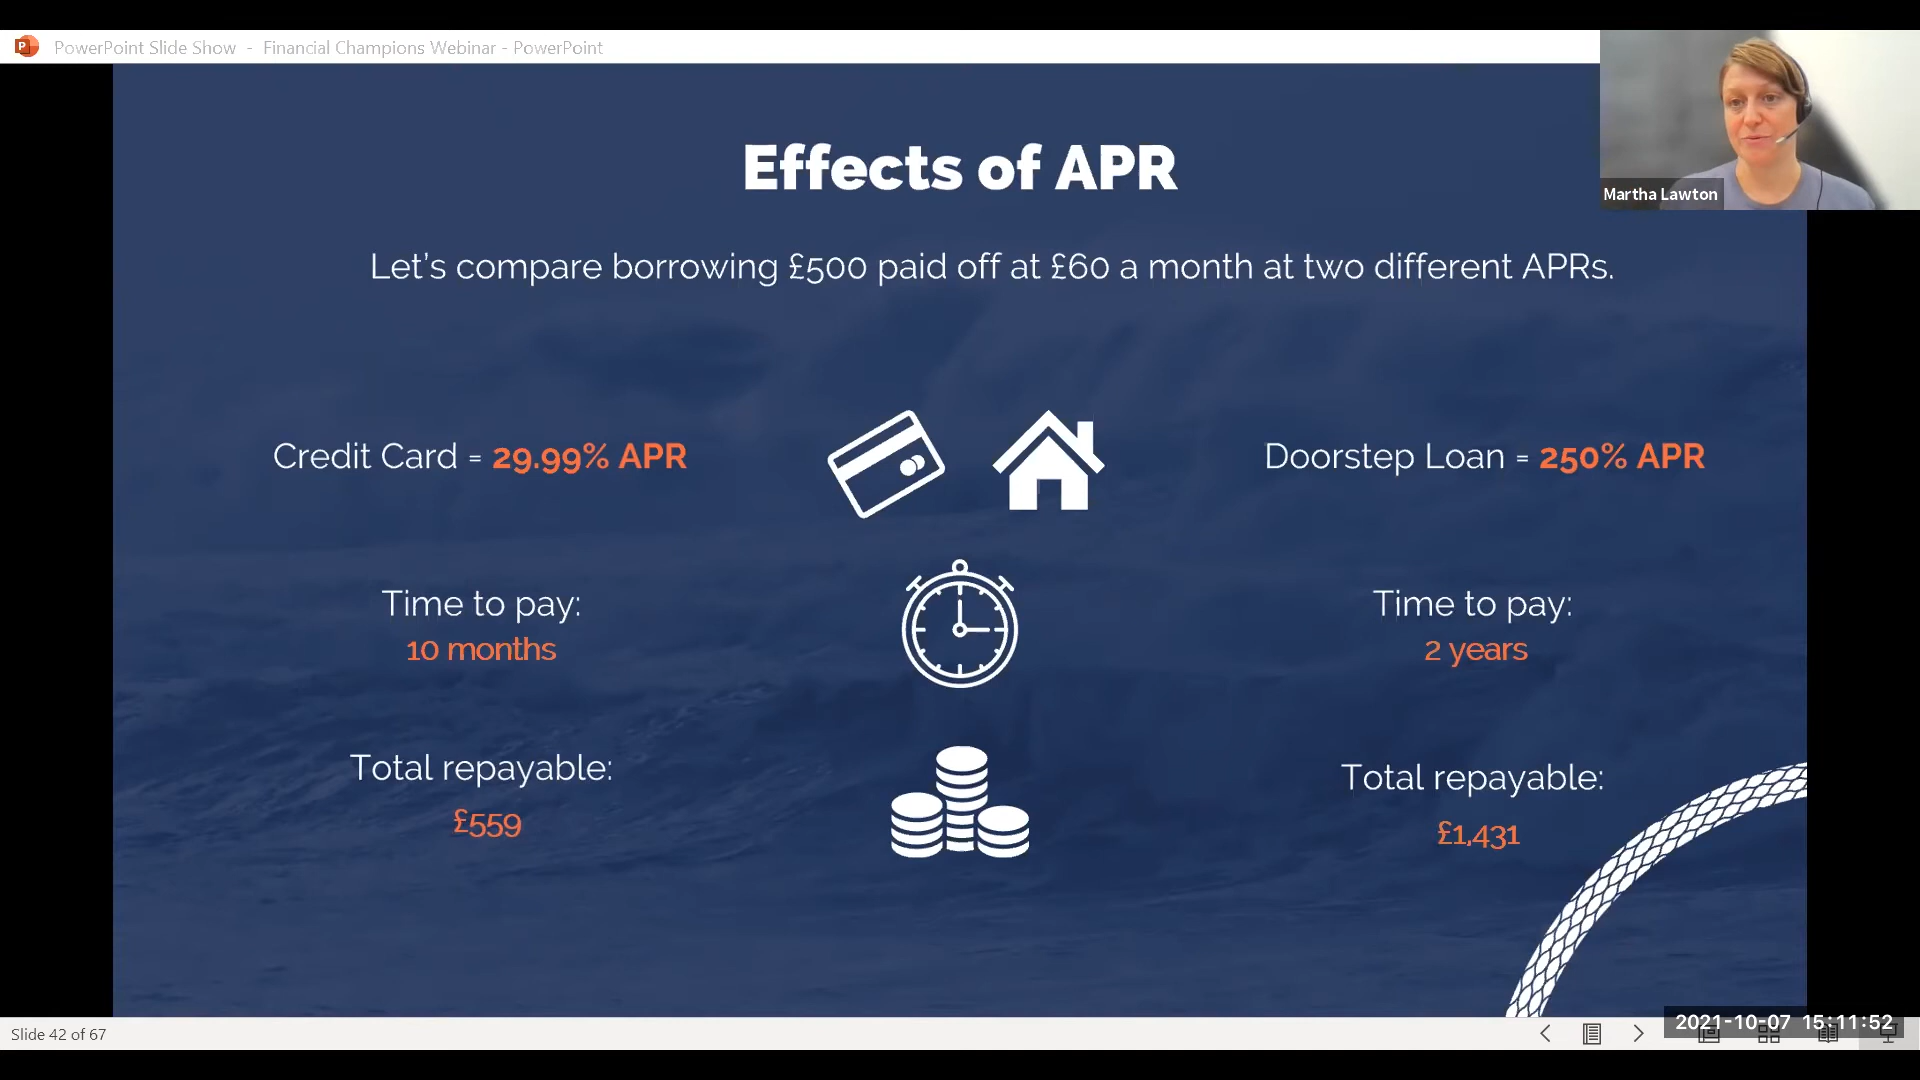 PowerPoint Slide Show - Financial Champions Webinar - PowerPoint
Martha Lawton
Effects of APR
Let's compare borrowing £500 paid off at £60 a month at two different APRs.
Credit Card = 29.99% APR
Doorstep Loan = 250% APR
Time to pay:
10 months
Time to pay:
2 years
Total repayable:
£559
Total repayable:
£1,431
Slide 42 of 67
2021-10-07 15:11:52